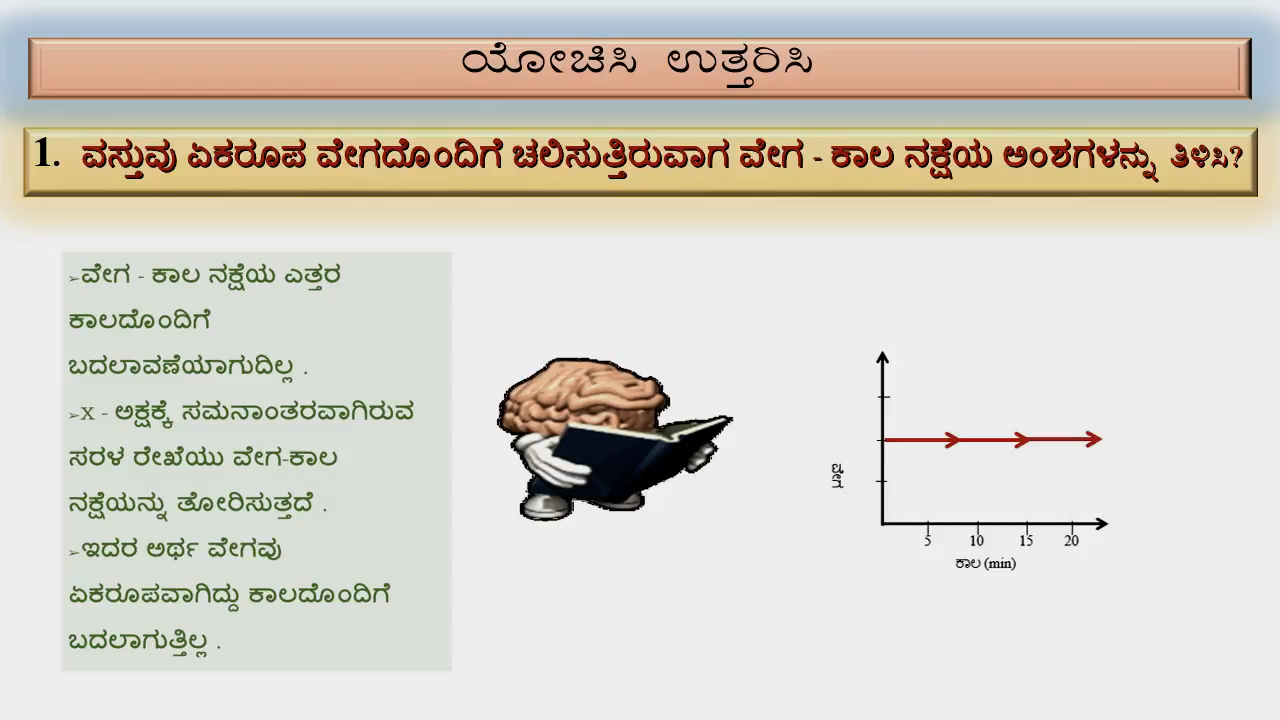 ಯೋಚಿಸಿ ಉತ್ತರಿಸಿ
1. ವಸ್ತುವು ಏಕರೂಪ ವೇಗದೊಂದಿಗೆ ಚಲಿಸುತ್ತಿರುವಾಗ ವೇಗ - ಕಾಲ ನಕ್ಷೆಯ ಅಂಶಗಳನ್ನು ತಿಳಿಸಿ?
➢ವೇಗ - ಕಾಲ ನಕ್ಷೆಯ ಎತ್ತರ
ಕಾಲದೊಂದಿಗೆ
ಬದಲಾವಣೆಯಾಗುದಿಲ್ಲ .
➢x - ಅಕ್ಷಕ್ಕೆ ಸಮನಾಂತರವಾಗಿರುವ
ಸರಳ ರೇಖೆಯು ವೇಗ-ಕಾಲ
ನಕ್ಷೆಯನ್ನು ತೋರಿಸುತ್ತದೆ .
➢ಇದರ ಅರ್ಥ ವೇಗವು
ಏಕರೂಪವಾಗಿದ್ದು ಕಾಲದೊಂದಿಗೆ
ಬದಲಾಗುತ್ತಿಲ್ಲ .
ವೇಗ
5 10 15 20
ಕಾಲ (min)